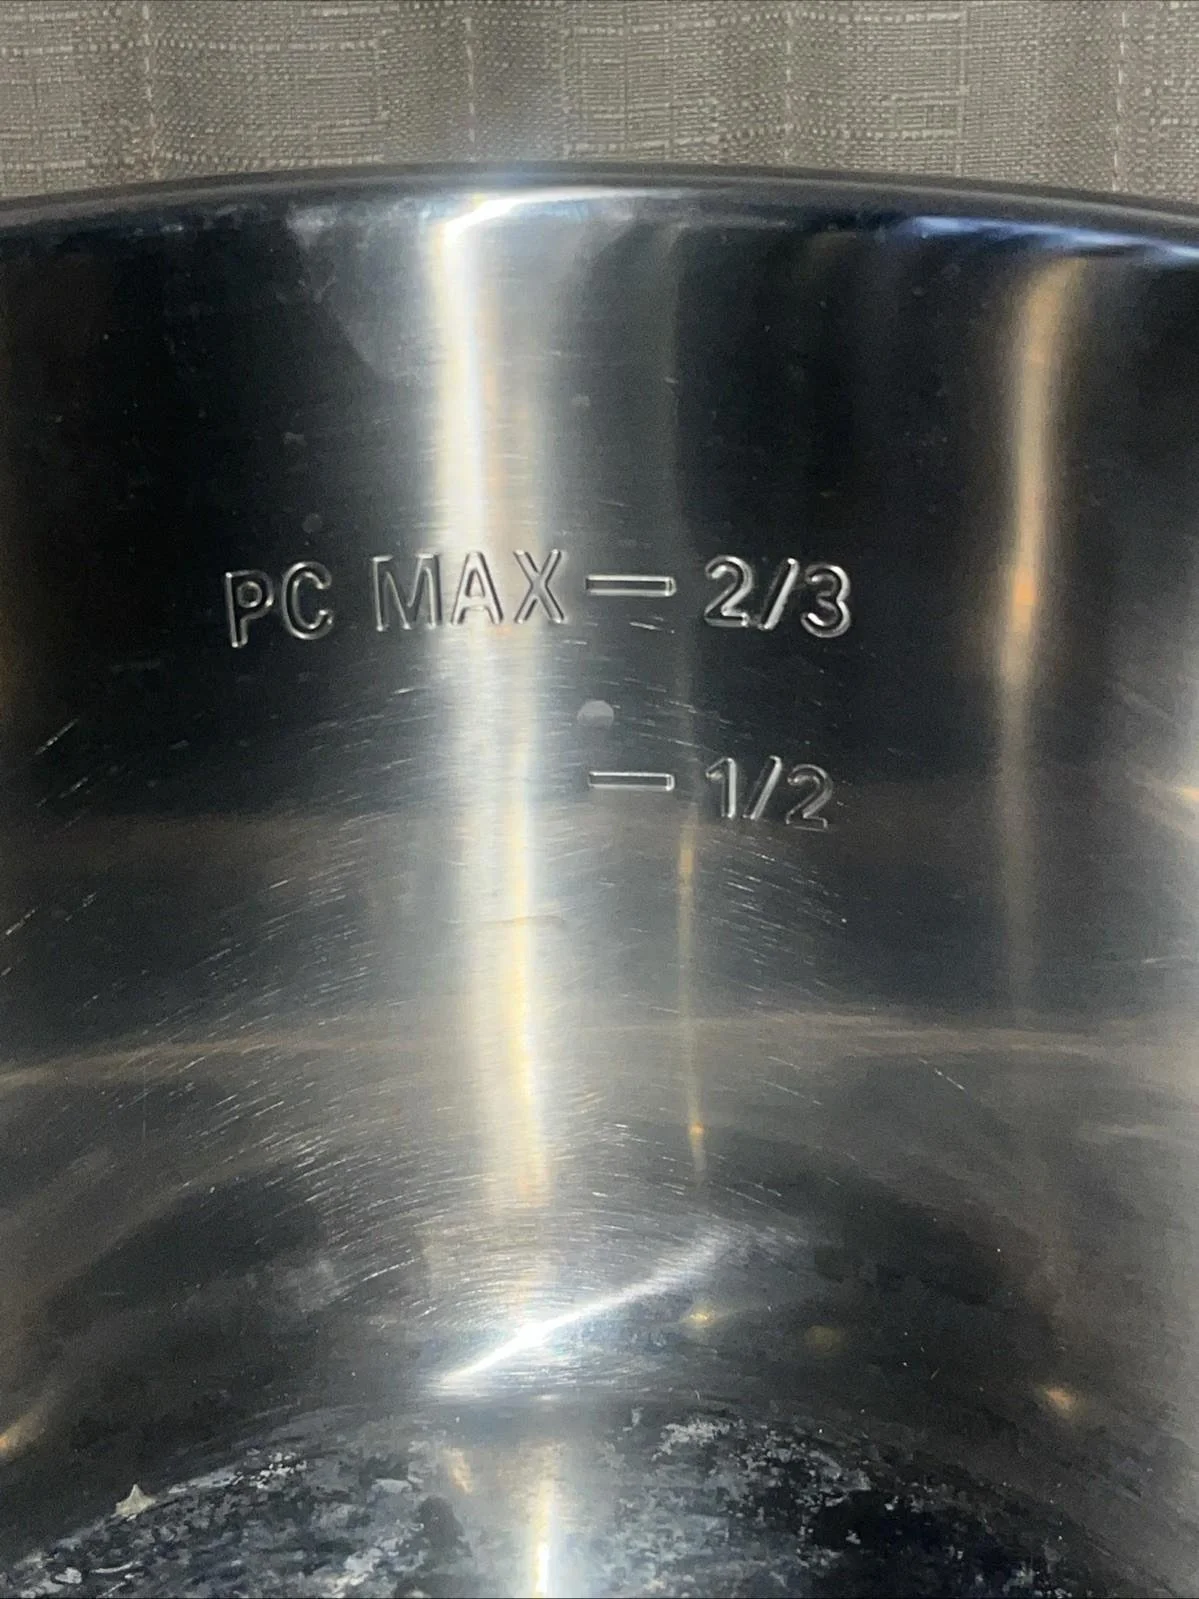 PC MAX — 2/3
— 1/2